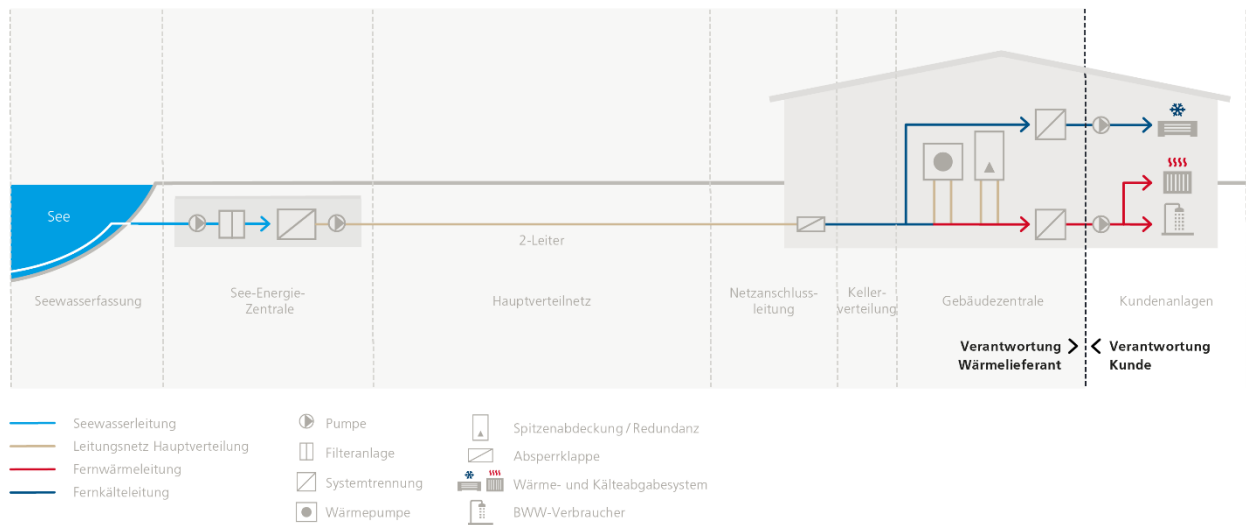 See
2-Leiter
Seewasserfassung
See-Energie-
Zentrale
Hauptverteilnetz
Netzanschluss-
leitung
Keller-
verteilung
Gebäudezentrale
Kundenanlagen
Verantwortung
Wärmelieferant
Verantwortung
Kunde
Seewasserleitung
Leitungsnetz Hauptverteilung
Fernwärmeleitung
Fernkälteleitung
Pumpe
Filteranlage
Systemtrennung
Wärmepumpe
Spitzenabdeckung / Redundanz
Absperrklappe
Wärme- und Kälteabgabesystem
BWW-Verbraucher